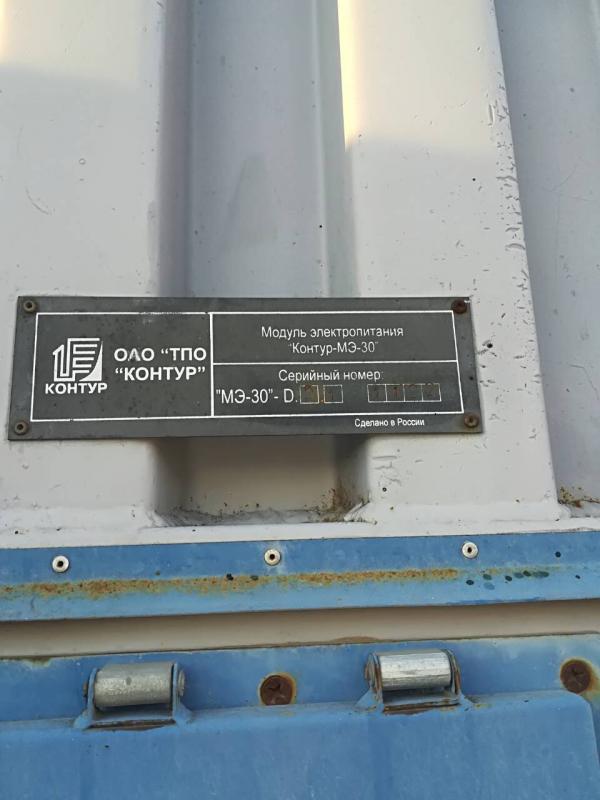 КОНТУР
ОАО "ТПО
"КОНТУР"
Модуль электропитания
"Контур-МЭ-30"
Серийный номер:
"МЭ-30"- D.
Сделано в России